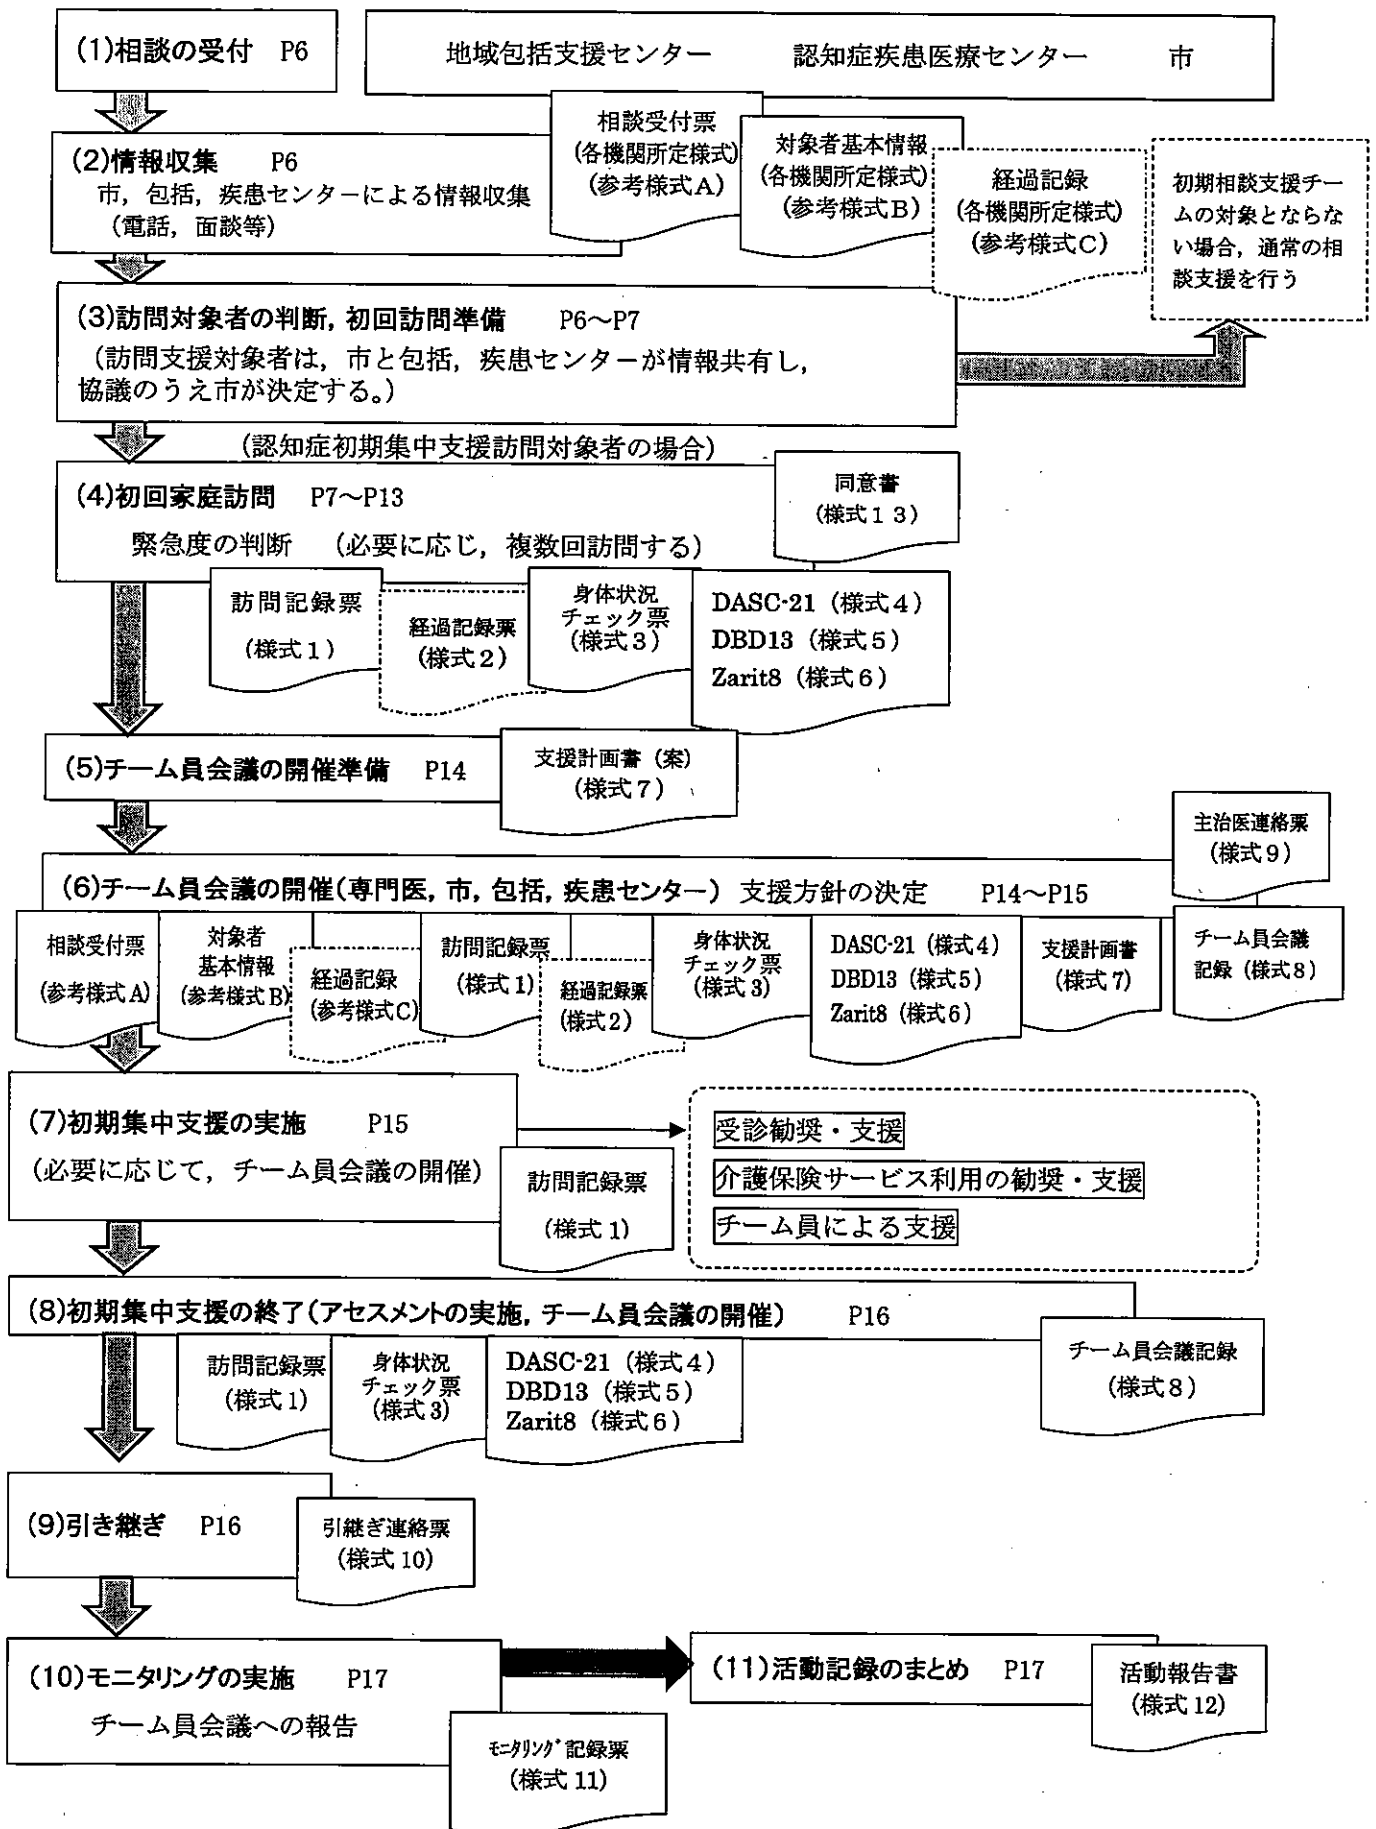 (1)相談の受付 P6
地域包括支援センター 認知症疾患医療センター 市
相談受付票
(各機関所定様式)
(参考様式A)
対象者基本情報
(各機関所定様式)
(参考様式B)
経過記録
(各機関所定様式)
(参考様式C)
初期相談支援チー
ムの対象とならな
い場合，通常の相
談支援を行う
(2)情報収集 P6
市，包括，疾患センターによる情報収集
(電話，面談等)
(3)訪問対象者の判断，初回訪問準備 P6～P7
(訪問支援対象者は，市と包括，疾患センターが情報共有し，
協議のうえ市が決定する。)
(認知症初期集中支援訪問対象者の場合)
(4)初回家庭訪問 P7～P13
緊急度の判断 (必要に応じ，複数回訪問する)
同意書
(様式１３)
訪問記録票
(様式１)
経過記録票
(様式２)
身体状況
チェック票
(様式３)
DASC-21 (様式４)
DBD13 (様式５)
Zarit8 (様式６)
(5)チーム員会議の開催準備 P14
支援計画書 (案)
(様式７)
主治医連絡票
(様式９)
(6)チーム員会議の開催(専門医，市，包括，疾患センター) 支援方針の決定 P14～P15
相談受付票
(参考様式A)
対象者
基本情報
(参考様式B)
経過記録
(参考様式C)
訪問記録票
(様式1)
経過記録票
(様式2)
身体状況
チェック票
(様式3)
DASC-21 (様式4)
DBD13 (様式5)
Zarit8 (様式6)
支援計画書
(様式7)
チーム員会議
記録 (様式８)
(7)初期集中支援の実施 P15
(必要に応じて，チーム員会議の開催)
訪問記録票
(様式1)
受診勧奨・支援
介護保険サービス利用の勧奨・支援
チーム員による支援
(8)初期集中支援の終了(アセスメントの実施，チーム員会議の開催) P16
訪問記録票
(様式1)
身体状況
チェック票
(様式3)
DASC-21 (様式４)
DBD13 (様式５)
Zarit8 (様式６)
チーム員会議記録
(様式８)
(9)引き継ぎ P16
引継ぎ連絡票
(様式 10)
(10)モニタリングの実施 P17
チーム員会議への報告
ﾓﾆﾀﾘﾝｸﾞ記録票
(様式 11)
(11)活動記録のまとめ P17
活動報告書
(様式 12)